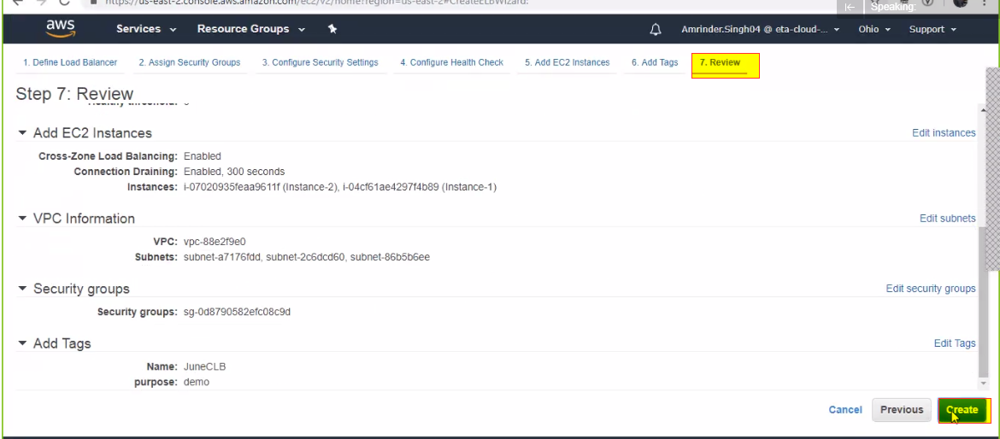 https://us-east-2.console.aws.amazon.com/ec2/v2/home?region=us-east-2#CreateELBWizard:
Speaking:
aws Services Resource Groups Amrinder.Singh04 @ eta-cloud-... Ohio Support
1. Define Load Balancer 2. Assign Security Groups 3. Configure Security Settings 4. Configure Health Check 5. Add EC2 Instances 6. Add Tags 7. Review
Step 7: Review
Healthy threshold:
Add EC2 Instances Edit instances
Cross-Zone Load Balancing: Enabled
Connection Draining: Enabled, 300 seconds
Instances: i-07020935feaa9611f (Instance-2), i-04cf61ae4297f4b89 (Instance-1)
VPC Information Edit subnets
VPC: vpc-88e2f9e0
Subnets: subnet-a7176fdd, subnet-2c6dcd60, subnet-86b5b6ee
Security groups Edit security groups
Security groups: sg-0d8790582efc08c9d
Add Tags Edit Tags
Name: JuneCLB
purpose: demo
Cancel Previous Create